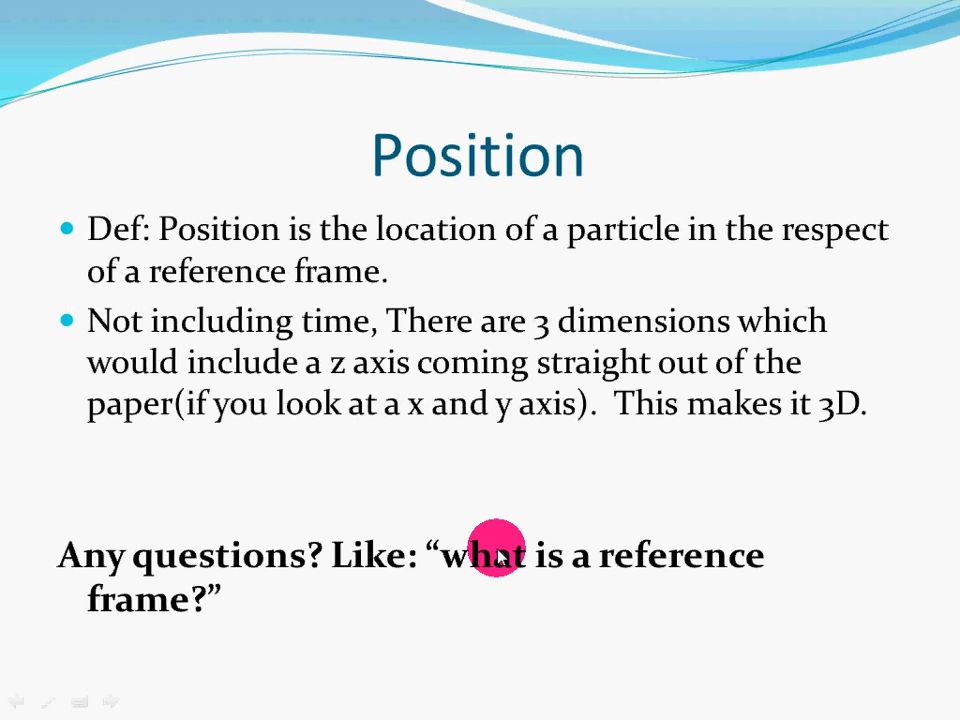 Position
Def: Position is the location of a particle in the respect
of a reference frame.
Not including time, There are 3 dimensions which
would include a z axis coming straight out of the
paper(if you look at a x and y axis).  This makes it 3D.
Any questions? Like: “what is a reference
frame?”